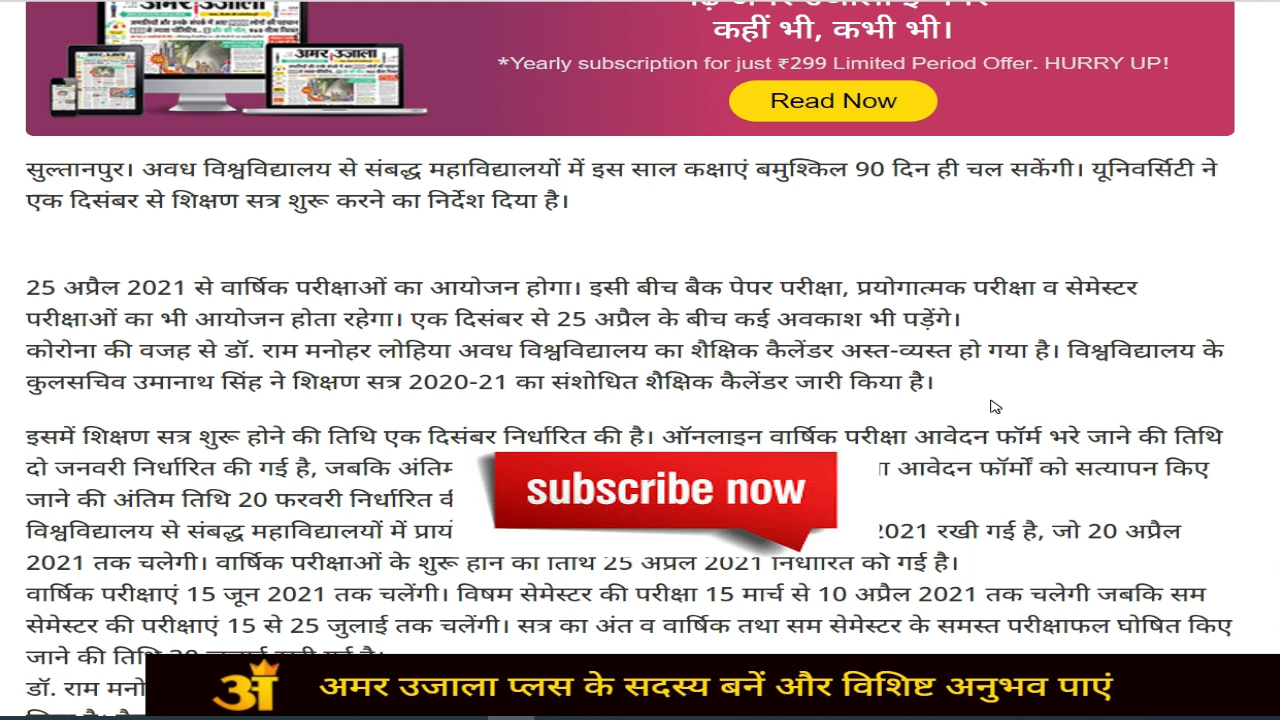 अमर उजाला
अमर उजाला
कहीं भी, कभी भी।
*Yearly subscription for just ₹299 Limited Period Offer. HURRY UP!
Read Now
सुल्तानपुर। अवध विश्वविद्यालय से संबद्ध महाविद्यालयों में इस साल कक्षाएं बमुश्किल 90 दिन ही चल सकेंगी। यूनिवर्सिटी ने
एक दिसंबर से शिक्षण सत्र शुरू करने का निर्देश दिया है।
25 अप्रैल 2021 से वार्षिक परीक्षाओं का आयोजन होगा। इसी बीच बैक पेपर परीक्षा, प्रयोगात्मक परीक्षा व सेमेस्टर
परीक्षाओं का भी आयोजन होता रहेगा। एक दिसंबर से 25 अप्रैल के बीच कई अवकाश भी पड़ेंगे।
कोरोना की वजह से डॉ. राम मनोहर लोहिया अवध विश्वविद्यालय का शैक्षिक कैलेंडर अस्त-व्यस्त हो गया है। विश्वविद्यालय के
कुलसचिव उमानाथ सिंह ने शिक्षण सत्र 2020-21 का संशोधित शैक्षिक कैलेंडर जारी किया है।
इसमें शिक्षण सत्र शुरू होने की तिथि एक दिसंबर निर्धारित की है। ऑनलाइन वार्षिक परीक्षा आवेदन फॉर्म भरे जाने की तिथि
दो जनवरी निर्धारित की गई है, जबकि अंतिम आवेदन फॉर्मों को सत्यापन किए
जाने की अंतिम तिथि 20 फरवरी निर्धारित
subscribe now
विश्वविद्यालय से संबद्ध महाविद्यालयों में 2021 रखी गई है, जो 20 अप्रैल
2021 तक चलेगी। वार्षिक परीक्षाओं के शुरू होने की तिथि 25 अप्रैल 2021 निर्धारित की गई है।
वार्षिक परीक्षाएं 15 जून 2021 तक चलेंगी। विषम सेमेस्टर की परीक्षा 15 मार्च से 10 अप्रैल 2021 तक चलेगी जबकि सम
सेमेस्टर की परीक्षाएं 15 से 25 जुलाई तक चलेंगी। सत्र का अंत व वार्षिक तथा सम सेमेस्टर के समस्त परीक्षाफल घोषित किए
जाने की तिथि
डॉ. राम
अ अमर उजाला प्लस के सदस्य बनें और विशिष्ट अनुभव पाएं